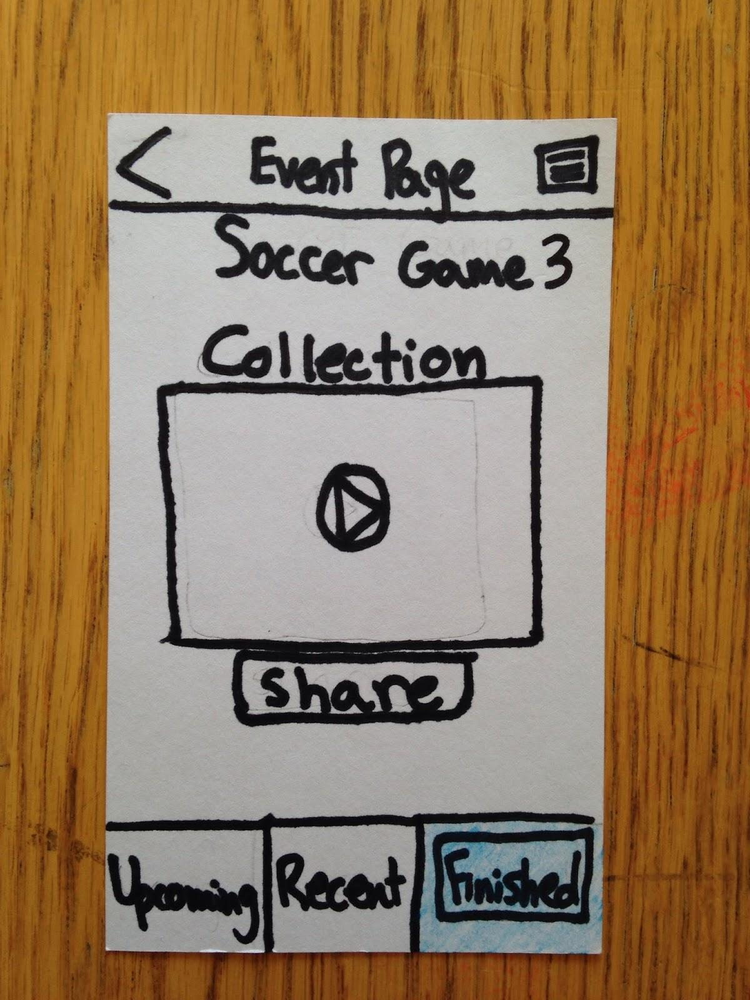 Event Page
Soccer Game 3
Collection
share
Upcoming Recent Finished